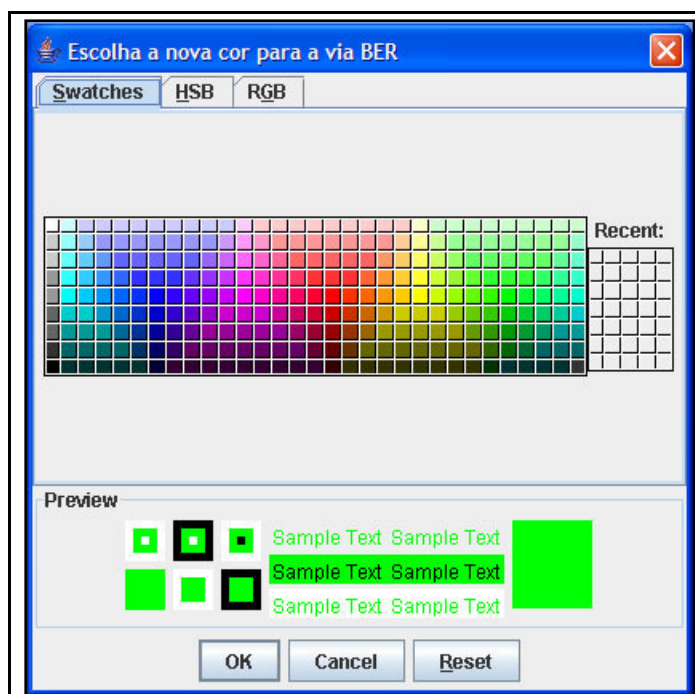 Escolha a nova cor para a via BER
Swatches HSB RGB
Recent:
Preview
Sample Text Sample Text
Sample Text Sample Text
Sample Text Sample Text
OK Cancel Reset